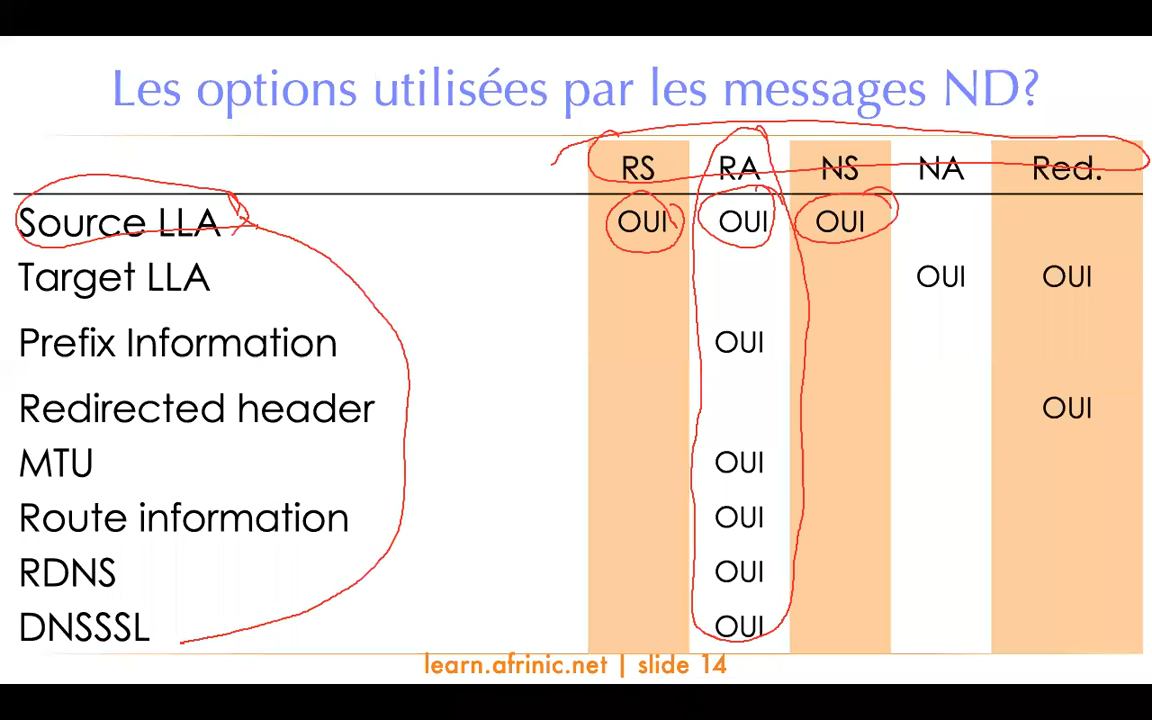 Les options utilisées par les messages ND?
RS RA NS NA Red.
Source LLA OUI OUI OUI
Target LLA OUI OUI
Prefix Information OUI
Redirected header OUI
MTU OUI
Route information OUI
RDNS OUI
DNSSSL OUI
learn.afrinic.net | slide 14